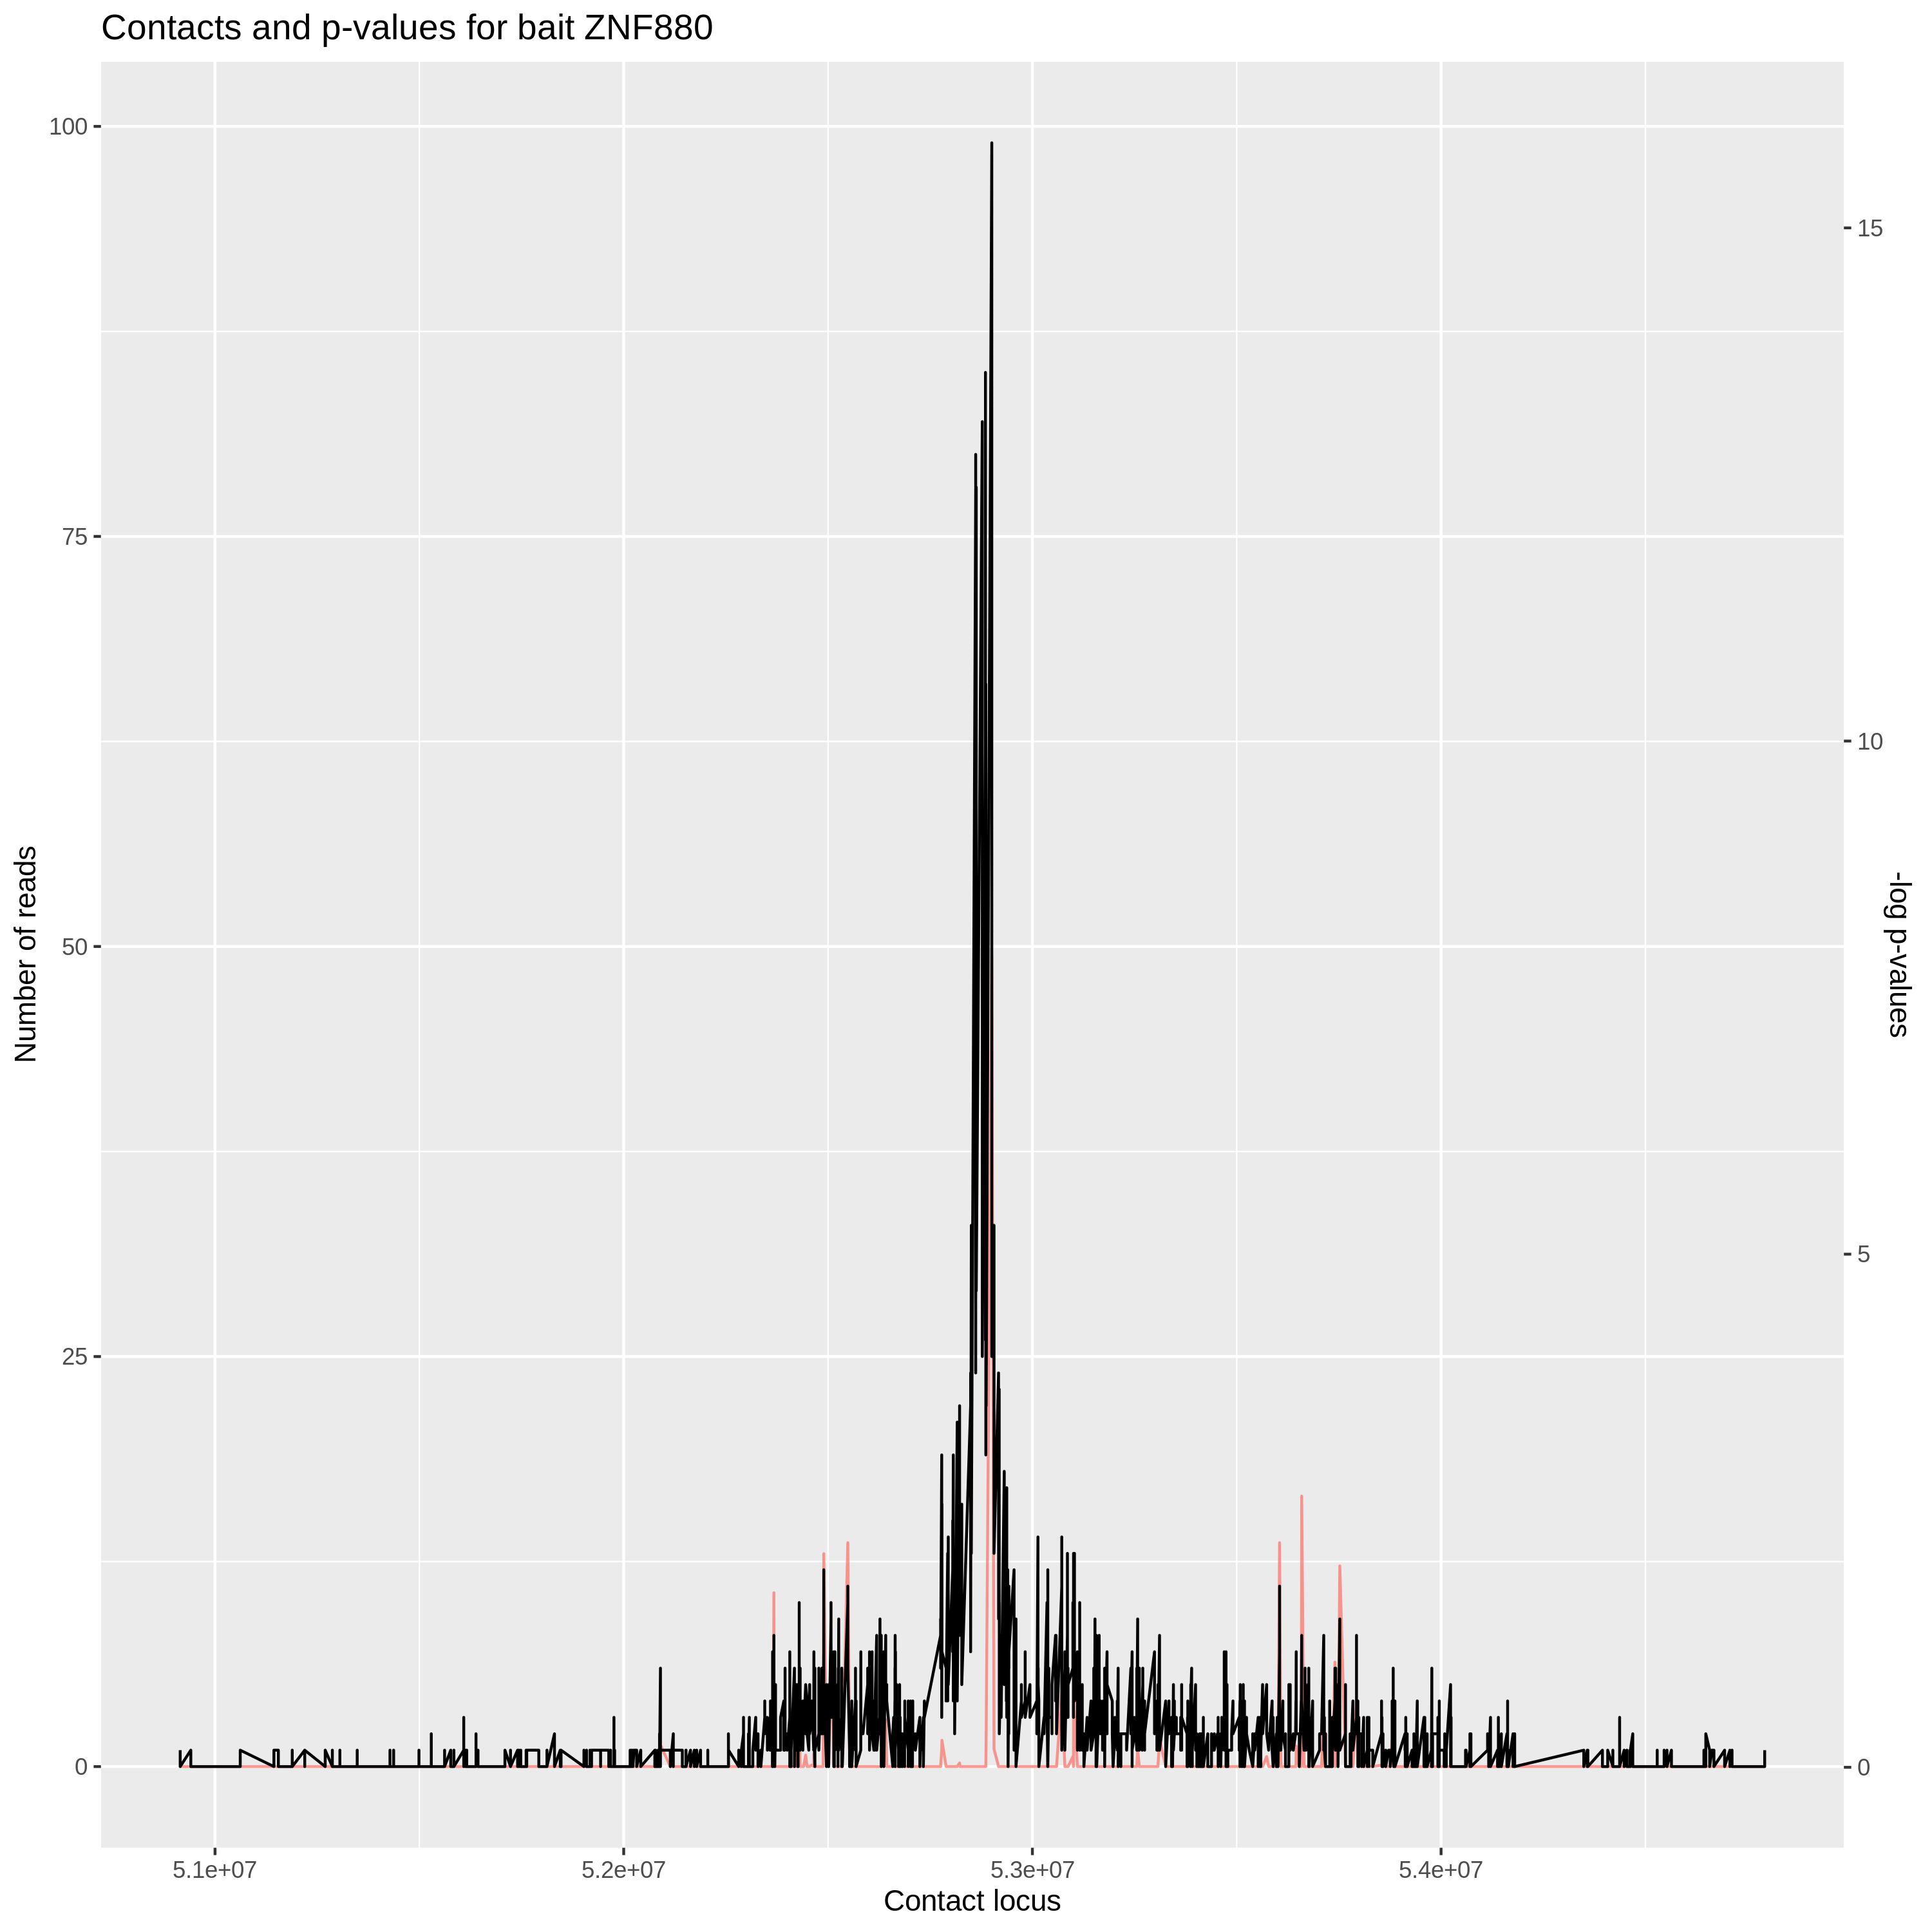 Contacts and p-values for bait ZNF880
100
75
50
25
0
Number of reads
15
10
5
0
-log p-values
5.1e+07
5.2e+07
5.3e+07
5.4e+07
Contact locus